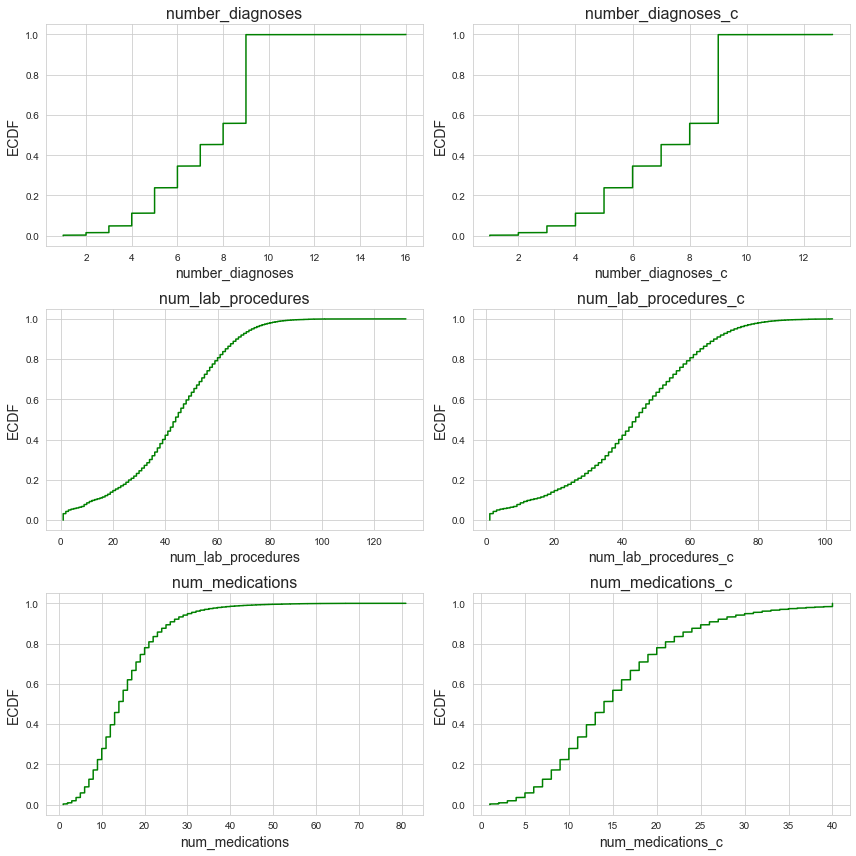 number_diagnoses
1.0
0.8
0.6
0.4
0.2
0.0
ECDF
2 4 6 8 10 12 14 16
number_diagnoses
number_diagnoses_c
1.0
0.8
0.6
0.4
0.2
0.0
ECDF
2 4 6 8 10 12
number_diagnoses_c
num_lab_procedures
1.0
0.8
0.6
0.4
0.2
0.0
ECDF
0 20 40 60 80 100 120
num_lab_procedures
num_lab_procedures_c
1.0
0.8
0.6
0.4
0.2
0.0
ECDF
0 20 40 60 80 100
num_lab_procedures_c
num_medications
1.0
0.8
0.6
0.4
0.2
0.0
ECDF
0 10 20 30 40 50 60 70 80
num_medications
num_medications_c
1.0
0.8
0.6
0.4
0.2
0.0
ECDF
0 5 10 15 20 25 30 35 40
num_medications_c